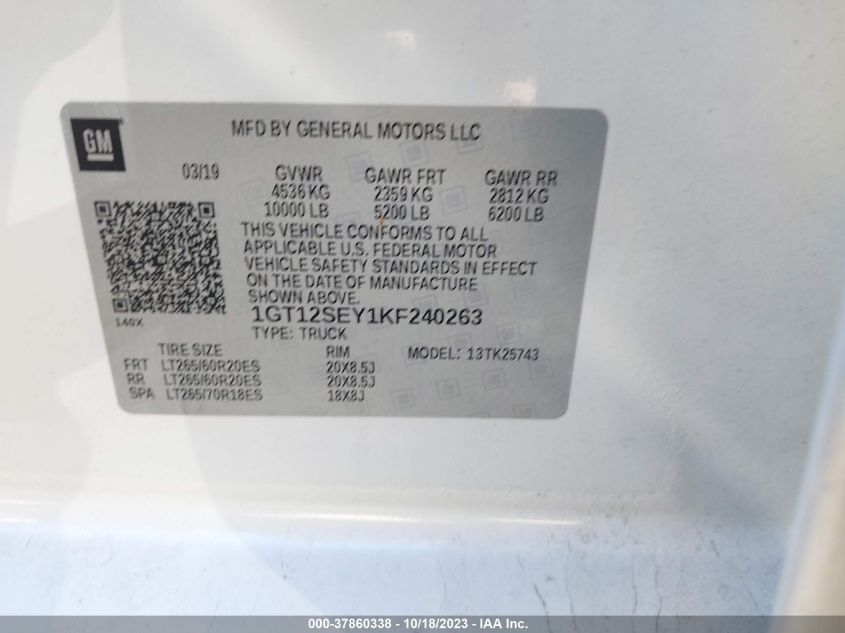 GM
MFD BY GENERAL MOTORS LLC
03/19 GVWR GAWR FRT GAWR RR
4536 KG 2359 KG 2812 KG
10000 LB 5200 LB 6200 LB
THIS VEHICLE CONFORMS TO ALL
APPLICABLE U.S. FEDERAL MOTOR
VEHICLE SAFETY STANDARDS IN EFFECT
ON THE DATE OF MANUFACTURE
SHOWN ABOVE.
140X
1GT12SEY1KF240263
TYPE: TRUCK
TIRE SIZE RIM MODEL: 13TK25743
FRT LT265/60R20ES 20X8.5J
RR LT265/60R20ES 20X8.5J
SPA LT265/70R18ES 18X8J
000-37860338 - 10/18/2023 - IAA Inc.